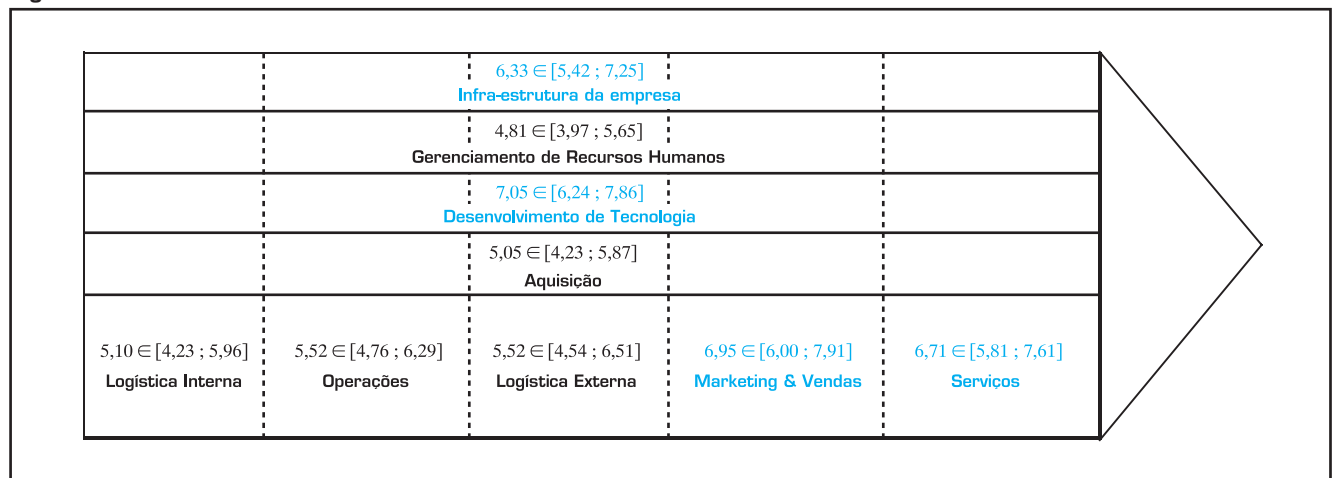 6,33 ∈ [5,42 ; 7,25]
Infra-estrutura da empresa
4,81 ∈ [3,97 ; 5,65]
Gerenciamento de Recursos Humanos
7,05 ∈ [6,24 ; 7,86]
Desenvolvimento de Tecnologia
5,05 ∈ [4,23 ; 5,87]
Aquisição
5,10 ∈ [4,23 ; 5,96] 5,52 ∈ [4,76 ; 6,29] 5,52 ∈ [4,54 ; 6,51] 6,95 ∈ [6,00 ; 7,91] 6,71 ∈ [5,81 ; 7,61]
Logística Interna Operações Logística Externa Marketing & Vendas Serviços